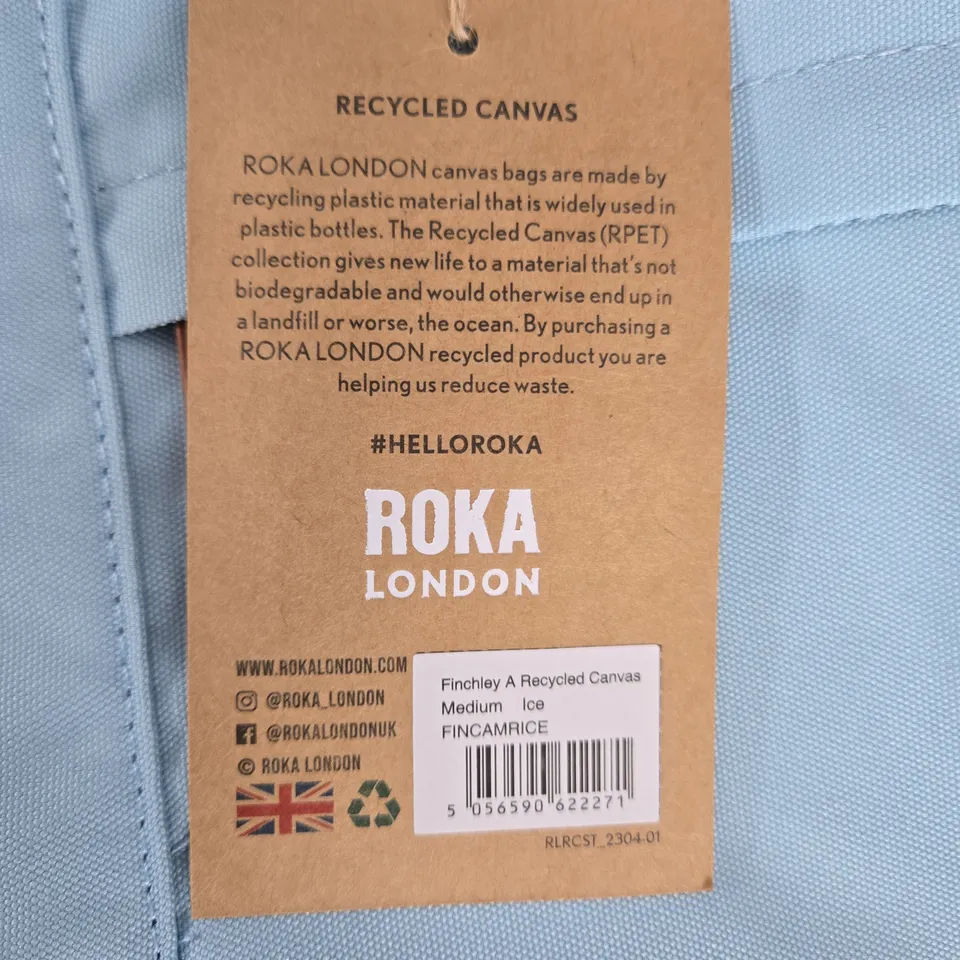 RECYCLED CANVAS
ROKA LONDON canvas bags are made by
recycling plastic material that is widely used in
plastic bottles. The Recycled Canvas (RPET)
collection gives new life to a material that's not
biodegradable and would otherwise end up in
a landfill or worse, the ocean. By purchasing a
ROKA LONDON recycled product you are
helping us reduce waste.
#HELLOROKA
ROKA
LONDON
WWW.ROKALONDON.COM
@ROKA_LONDON
@ROKALONDONUK
© ROKA LONDON
Finchley A Recycled Canvas
Medium Ice
FINCAMRICE
5 056590 622271
RLRCST_2304-01